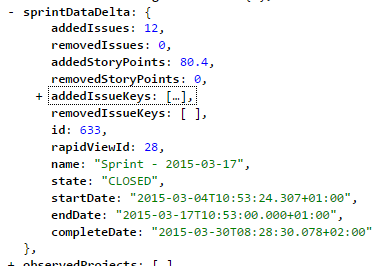 - sprintDataDelta: {
addedIssues: 12,
removedIssues: 0,
addedStoryPoints: 80.4,
removedStoryPoints: 0,
+ addedIssueKeys: […],
removedIssueKeys: [ ],
id: 633,
rapidViewId: 28,
name: "Sprint - 2015-03-17",
state: "CLOSED",
startDate: "2015-03-04T10:53:24.307+01:00",
endDate: "2015-03-17T10:53:00.000+01:00",
completeDate: "2015-03-30T08:28:30.078+02:00"
},
+ observedProjects: [